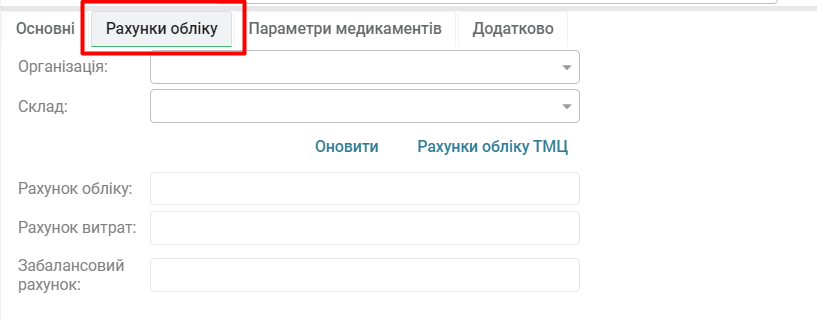 Основні Рахунки обліку Параметри медикаментів Додатково
Організація:
Склад:
Оновити Рахунки обліку ТМЦ
Рахунок обліку:
Рахунок витрат:
Забалансовий
рахунок: